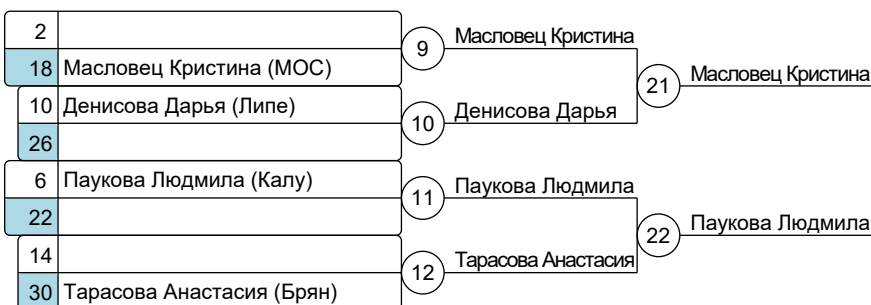 2
9
Масловец Кристина
18 Масловец Кристина (МОС)
21
Масловец Кристина
10 Денисова Дарья (Липе)
10
Денисова Дарья
26
6 Паукова Людмила (Калу)
11
Паукова Людмила
22
22
Паукова Людмила
14
12
Тарасова Анастасия
30 Тарасова Анастасия (Брян)